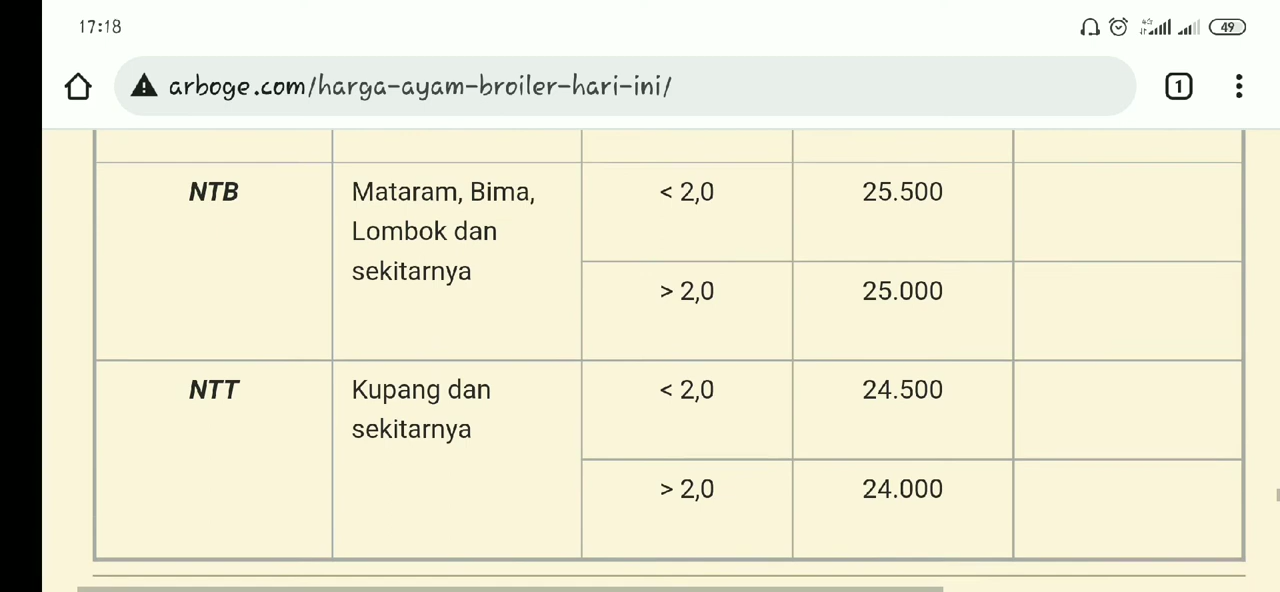 17:18
49
arboge.com/harga-ayam-broiler-hari-ini/
1
NTB
Mataram, Bima,
Lombok dan
sekitarnya
< 2,0
25.500
> 2,0
25.000
NTT
Kupang dan
sekitarnya
< 2,0
24.500
> 2,0
24.000